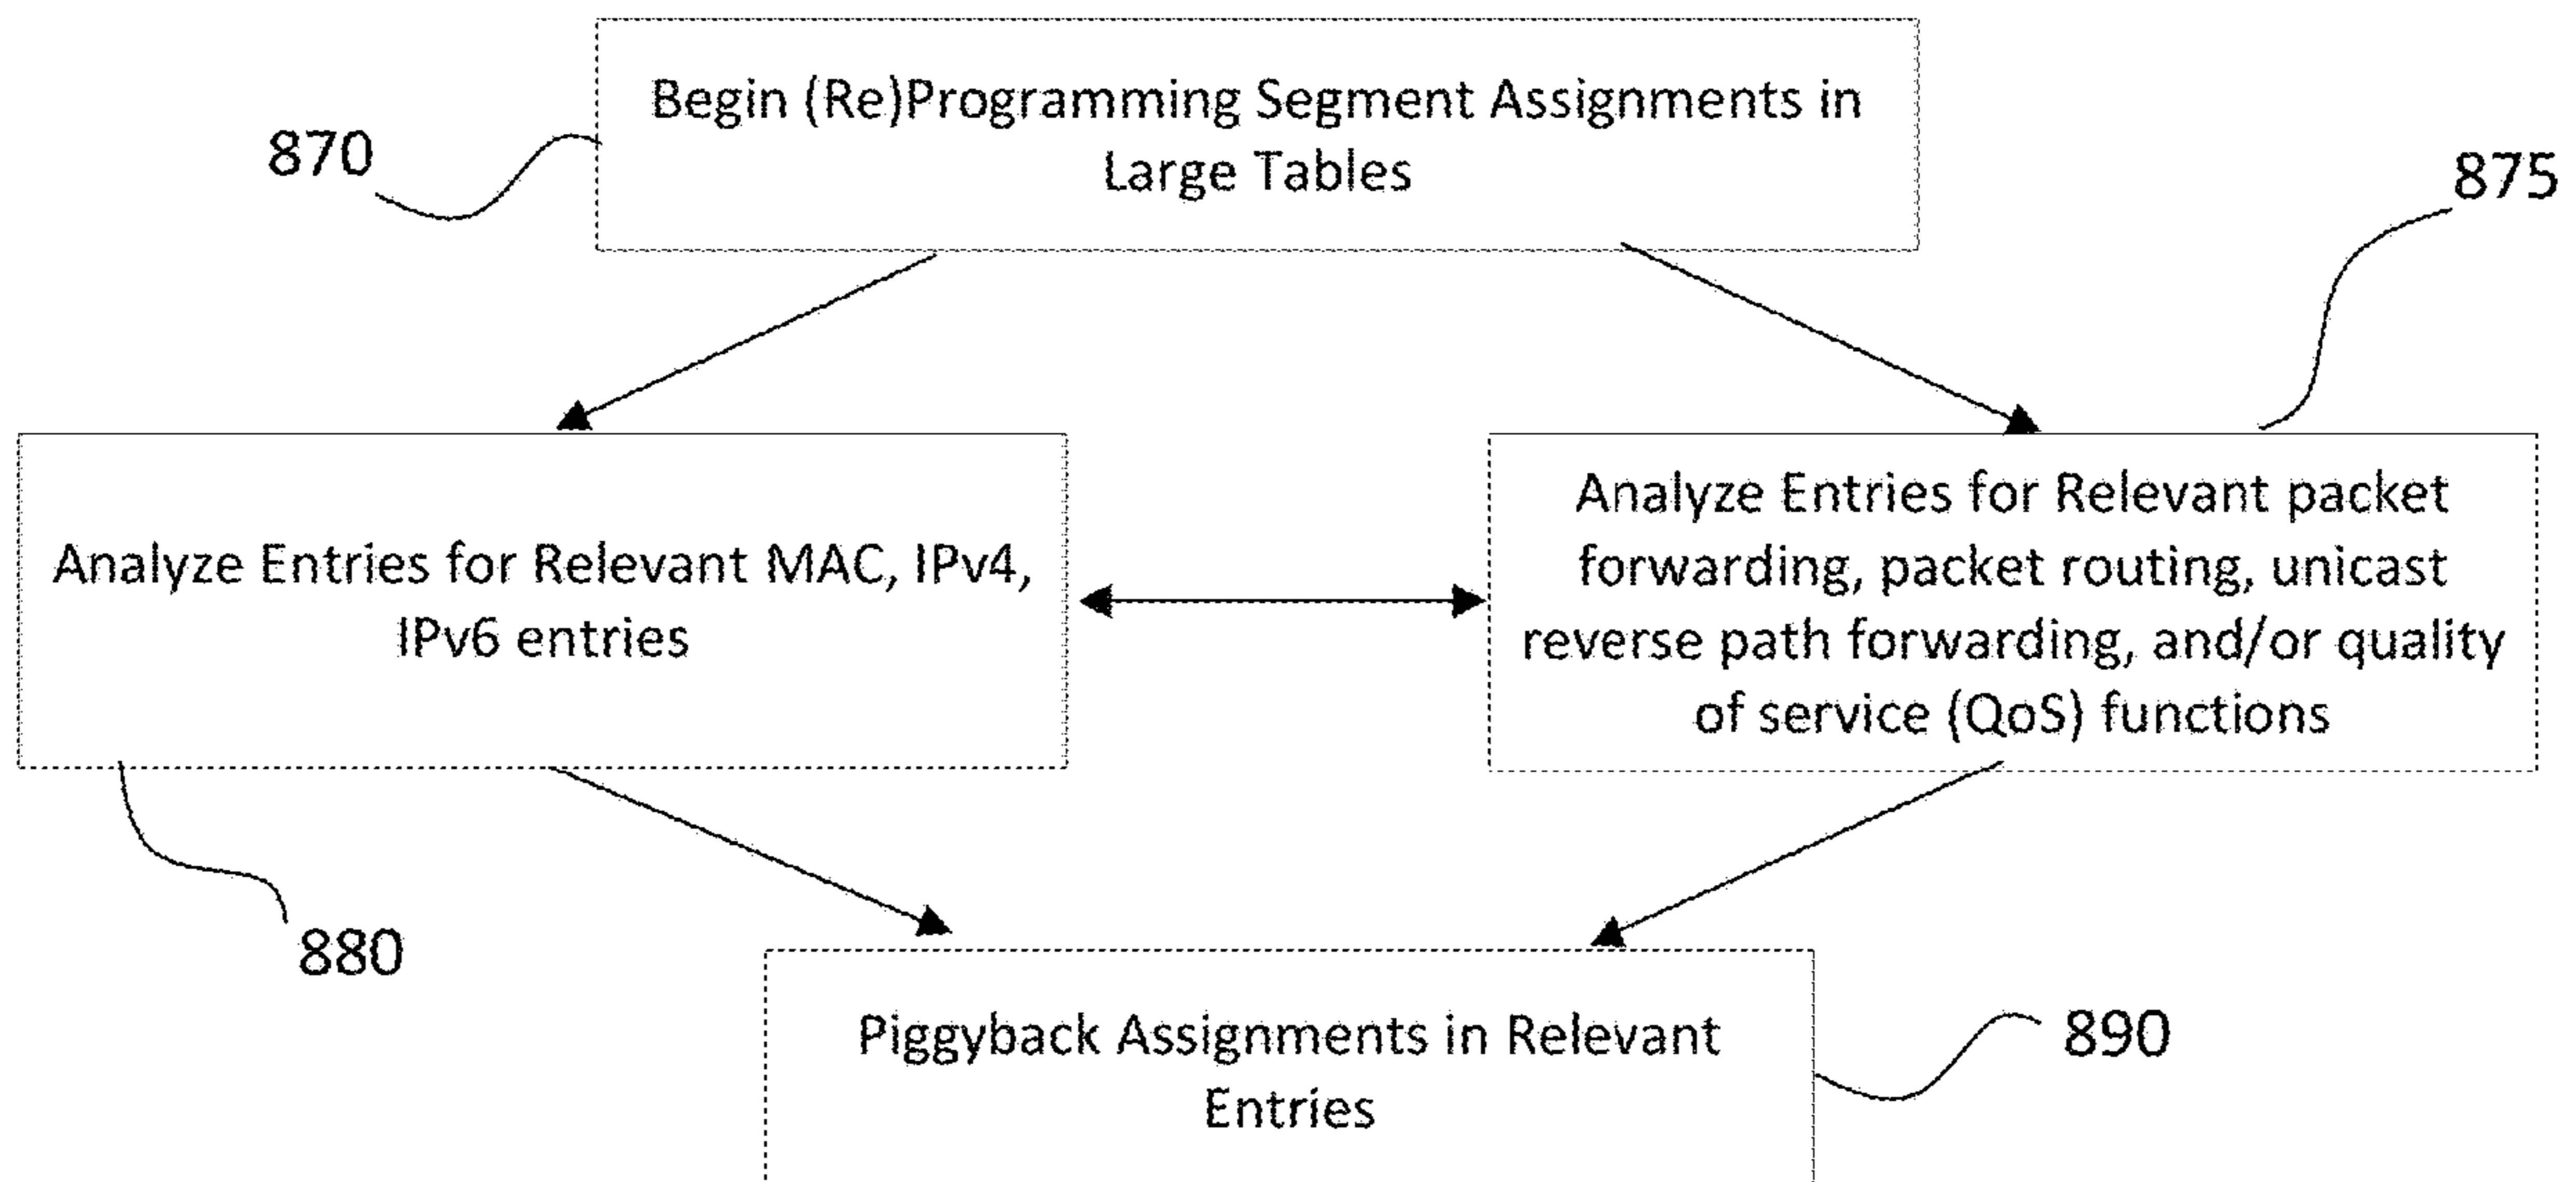 Begin (Re)Programming Segment Assignments in
Large Tables
870
875
Analyze Entries for Relevant MAC, IPv4,
IPv6 entries
Analyze Entries for Relevant packet
forwarding, packet routing, unicast
reverse path forwarding, and/or quality
of service (QoS) functions
880
Piggyback Assignments in Relevant
Entries
890